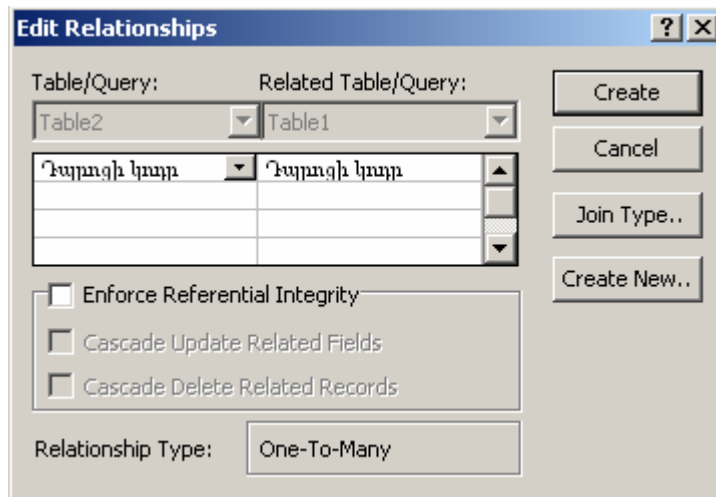 Edit Relationships
Table/Query: Related Table/Query: Create
Table2 Table1
Cancel
Դպրոցի կոդը Դպրոցի կոդը
Join Type..
Create New..
Enforce Referential Integrity
Cascade Update Related Fields
Cascade Delete Related Records
Relationship Type: One-To-Many